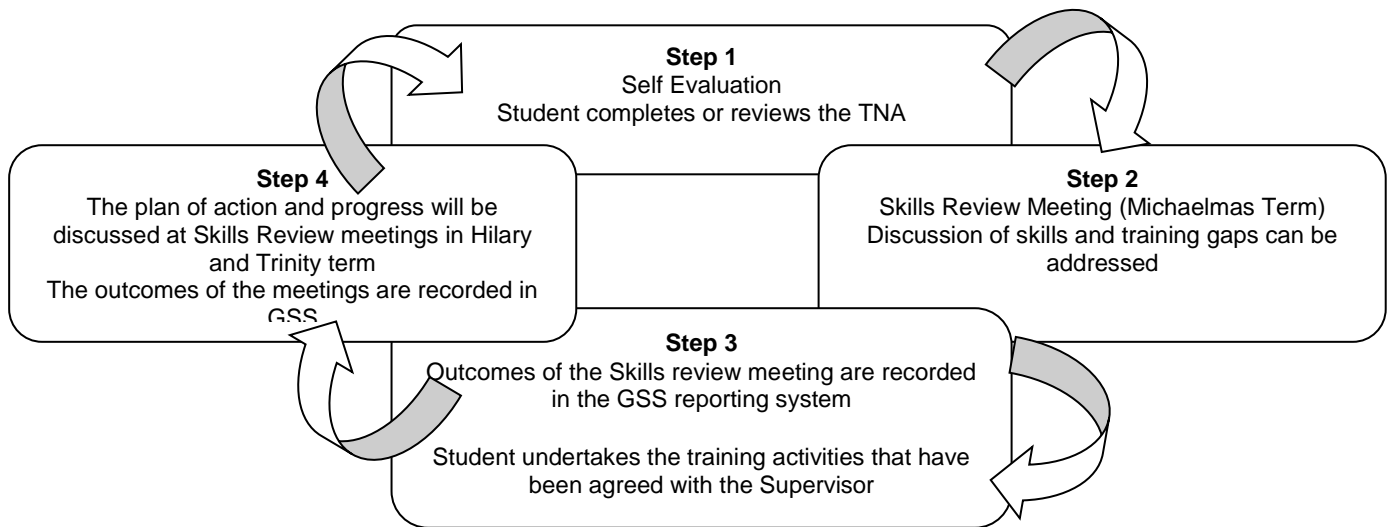 Step 1
Self Evaluation
Student completes or reviews the TNA
Step 2
Skills Review Meeting (Michaelmas Term)
Discussion of skills and training gaps can be
addressed
Step 3
Outcomes of the Skills review meeting are recorded
in the GSS reporting system
Student undertakes the training activities that have
been agreed with the Supervisor
Step 4
The plan of action and progress will be
discussed at Skills Review meetings in Hilary
and Trinity term
The outcomes of the meetings are recorded in
GSS